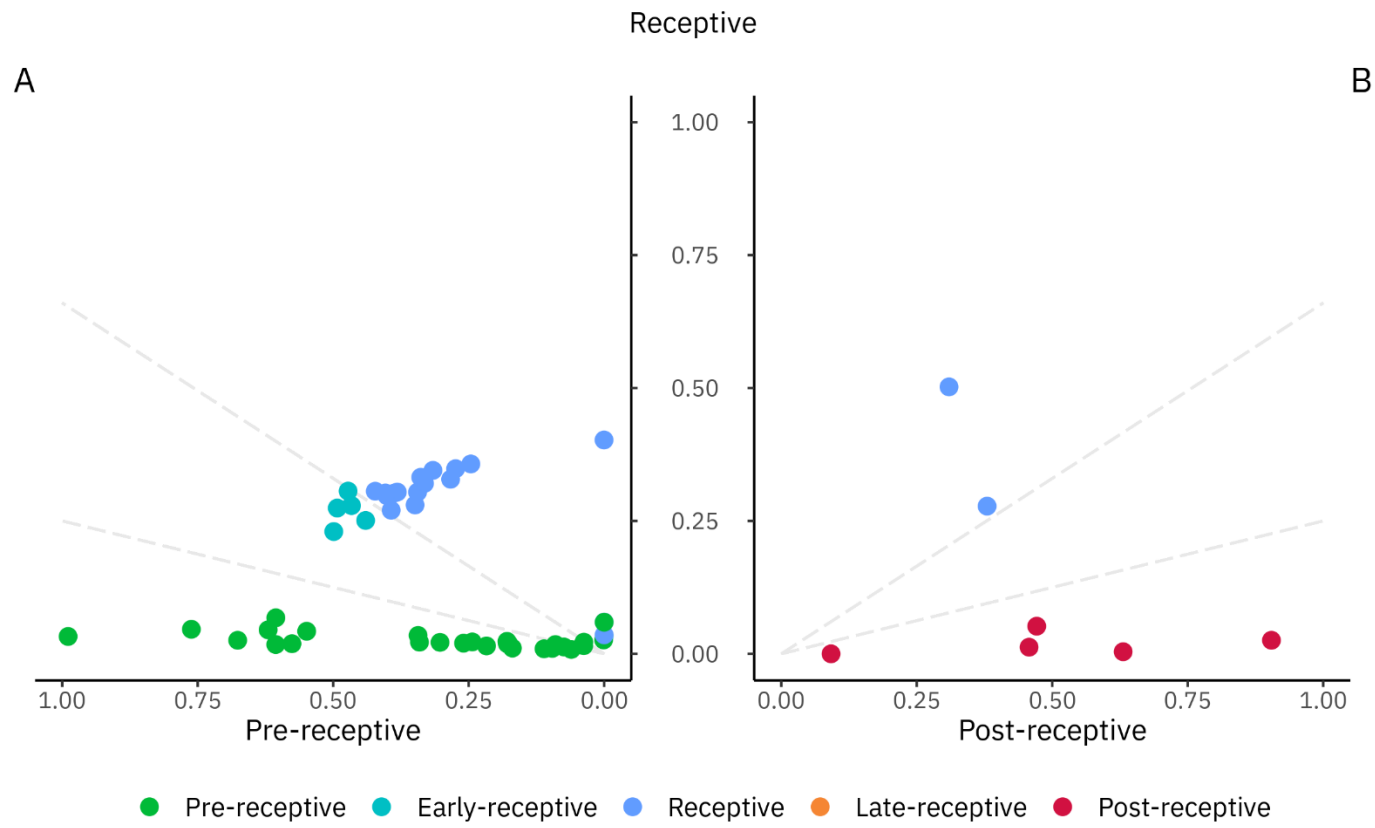 Receptive
A
B
1.00
0.75
0.50
0.25
0.00
1.00 0.75 0.50 0.25 0.00
0.00 0.25 0.50 0.75 1.00
Pre-receptive
Post-receptive
Pre-receptive Early-receptive Receptive Late-receptive Post-receptive